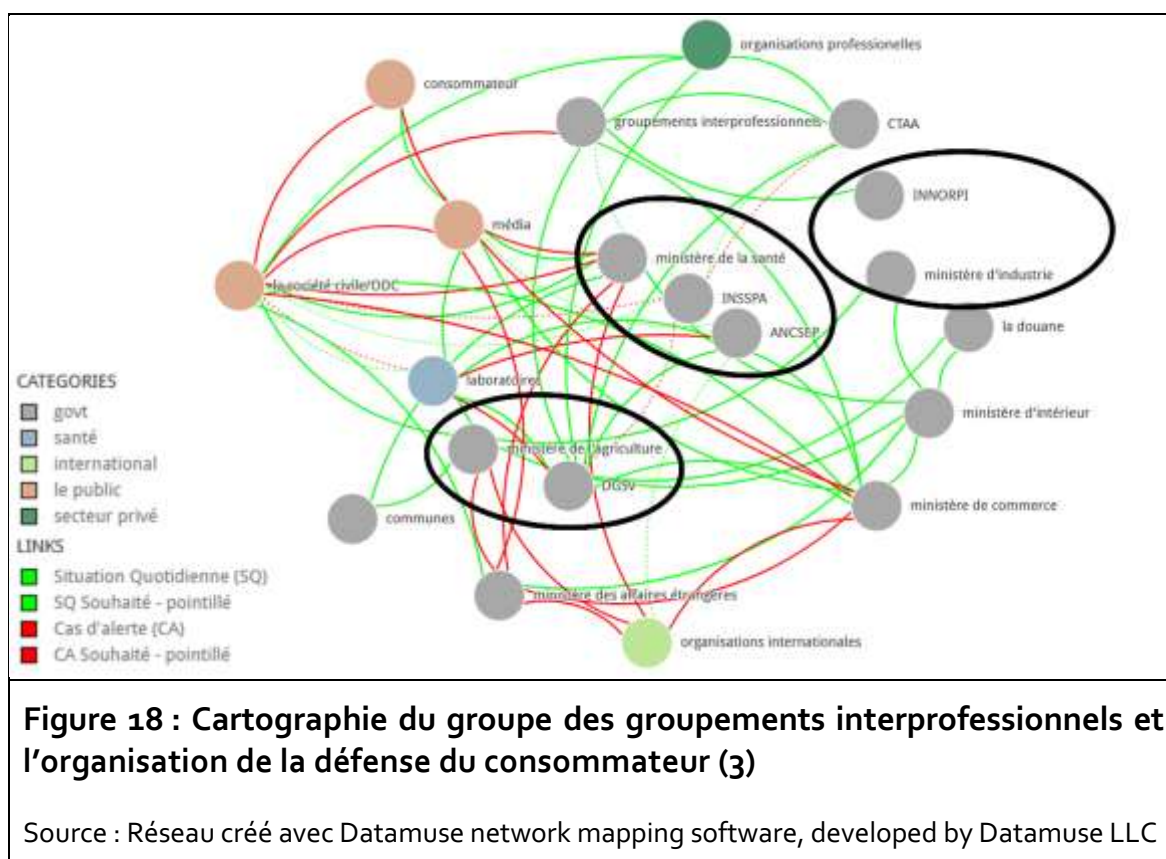 organisations professionelles
consommateur
groupements interprofessionnels
CTAA
INNORPI
média
ministère de la santé
ministère d'industrie
la société civile/ODC
INSSPA
ANCSEP
la douane
laboratoires
CATEGORIES
govt
santé
international
le public
secteur privé
ministère d'intérieur
ministère de l'agriculture
DGSV
ministère de commerce
communes
LINKS
Situation Quotidienne (SQ)
SQ Souhaité - pointillé
Cas d'alerte (CA)
CA Souhaité - pointillé
ministère des affaires étrangères
organisations internationales
Figure 18 : Cartographie du groupe des groupements interprofessionnels et
l'organisation de la défense du consommateur (3)
Source : Réseau créé avec Datamuse network mapping software, developed by Datamuse LLC